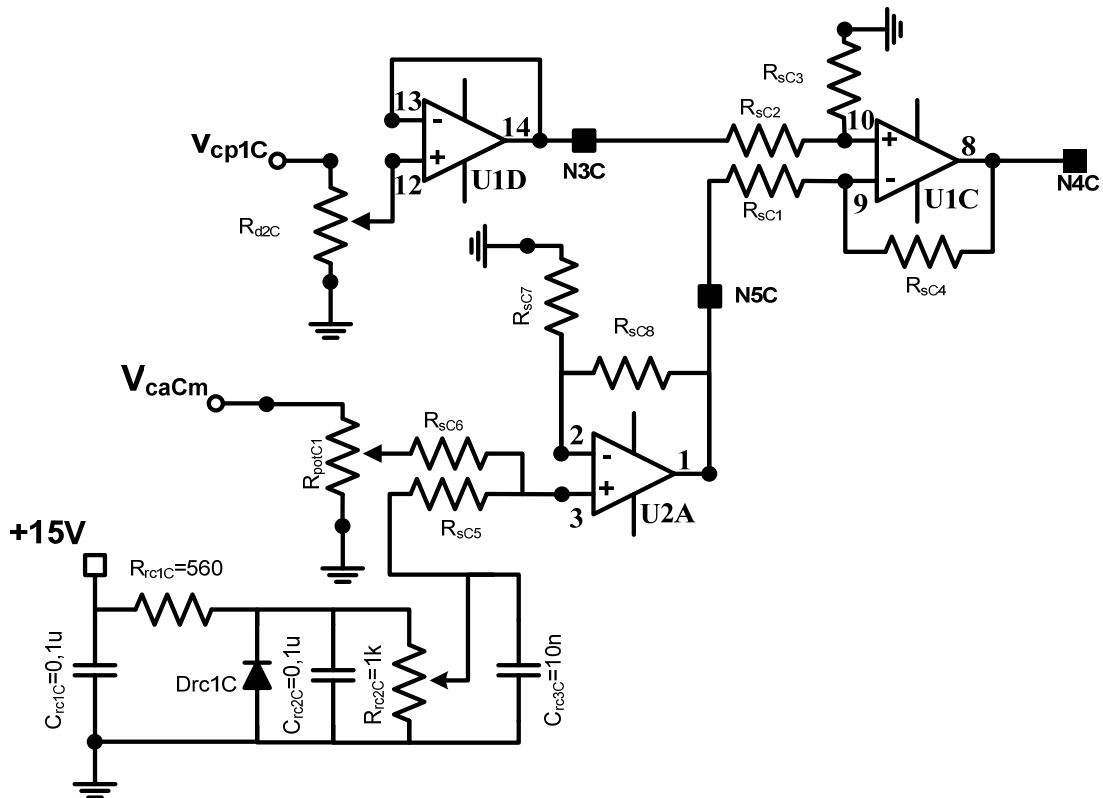 R_sC3
13
R_sC2
10
14
V_cp1C
8
+
-
N3C
12
U1D
N4C
9
U1C
R_sC1
R_d2C
R_sC4
R_sC7
N5C
R_sC8
V_caCm
R_sC6
2
1
R_potC1
3
U2A
R_sC5
+15V
R_rc1C=560
C_rc1C=0,1u
Drc1C
C_rc2C=0,1u
R_rc2C=1k
C_rc3C=10n